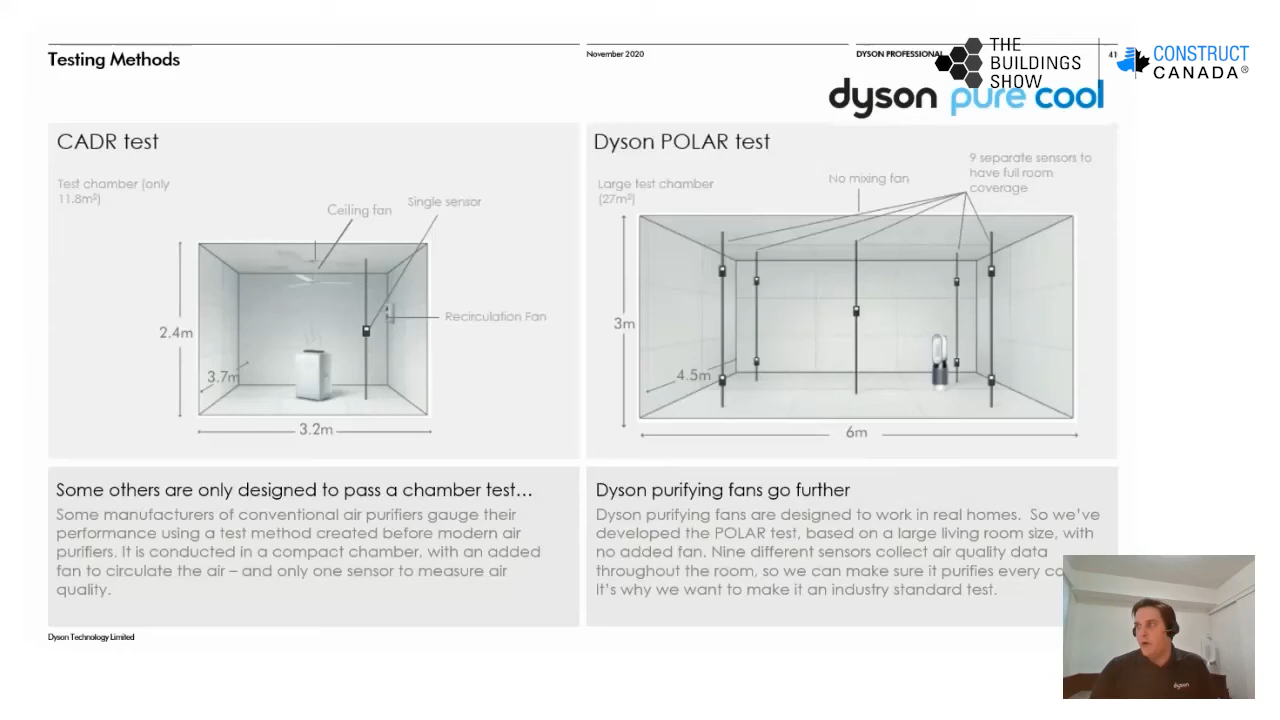 Testing Methods
November 2020
DYSON PROFESSIONAL
41
THE
BUILDINGS
SHOW
CONSTRUCT
CANADA®
dyson pure cool
CADR test
Test chamber (only
11.8m²)
Ceiling fan
Single sensor
Recirculation Fan
2.4m
3.7m
3.2m
Dyson POLAR test
Large test chamber
(27m²)
No mixing fan
9 separate sensors to
have full room
coverage
3m
4.5m
6m
Some others are only designed to pass a chamber test…
Some manufacturers of conventional air purifiers gauge their
performance using a test method created before modern air
purifiers. It is conducted in a compact chamber, with an added
fan to circulate the air – and only one sensor to measure air
quality.
Dyson purifying fans go further
Dyson purifying fans are designed to work in real homes. So we've
developed the POLAR test, based on a large living room size, with
no added fan. Nine different sensors collect air quality data
throughout the room, so we can make sure it purifies every co
It's why we want to make it an industry standard test.
Dyson Technology Limited
dyson